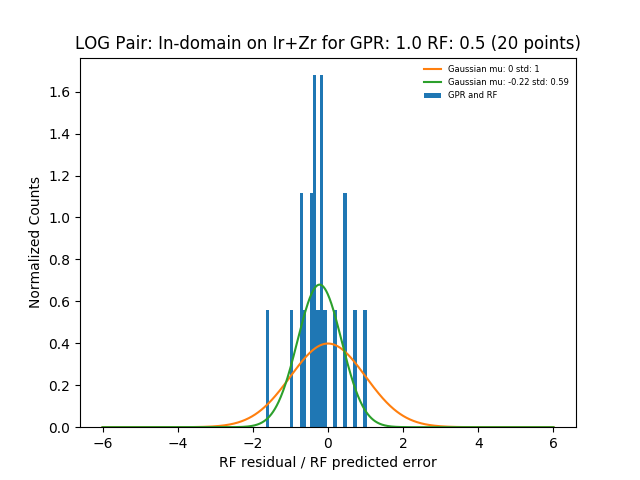 LOG Pair: In-domain on Ir+Zr for GPR: 1.0 RF: 0.5 (20 points)
Gaussian mu: 0 std: 1
Gaussian mu: -0.22 std: 0.59
GPR and RF
Normalized Counts
1.6
1.4
1.2
1.0
0.8
0.6
0.4
0.2
0.0
−6 −4 −2 0 2 4 6
RF residual / RF predicted error